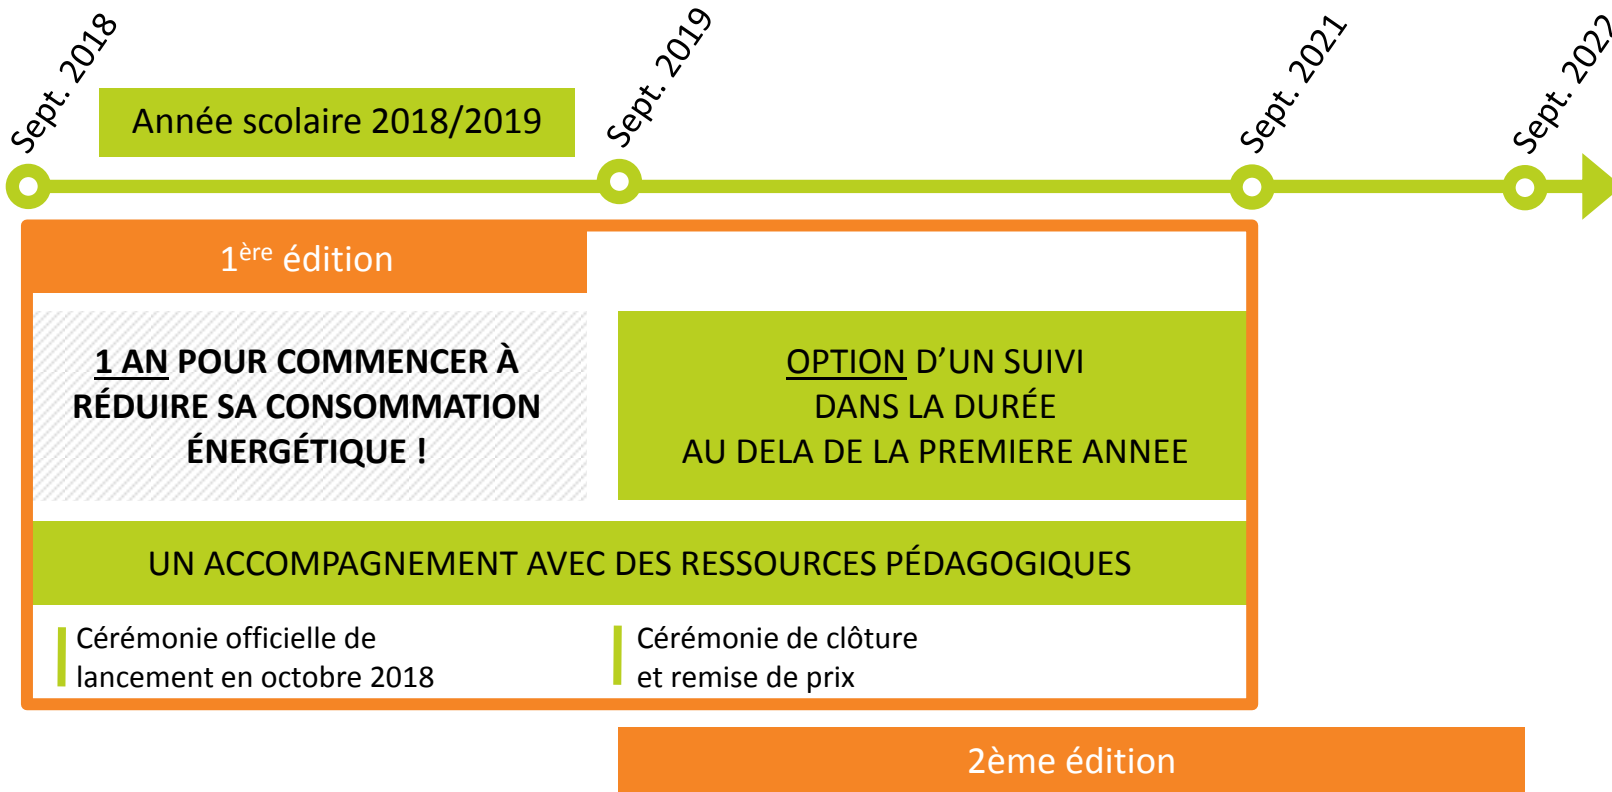 Sept. 2018
Sept. 2019
Sept. 2021
Sept. 2022
Année scolaire 2018/2019
1ère édition
1 AN POUR COMMENCER À
RÉDUIRE SA CONSOMMATION
ÉNERGÉTIQUE !
OPTION D’UN SUIVI
DANS LA DURÉE
AU DELA DE LA PREMIERE ANNEE
UN ACCOMPAGNEMENT AVEC DES RESSOURCES PÉDAGOGIQUES
Cérémonie officielle de
lancement en octobre 2018
Cérémonie de clôture
et remise de prix
2ème édition